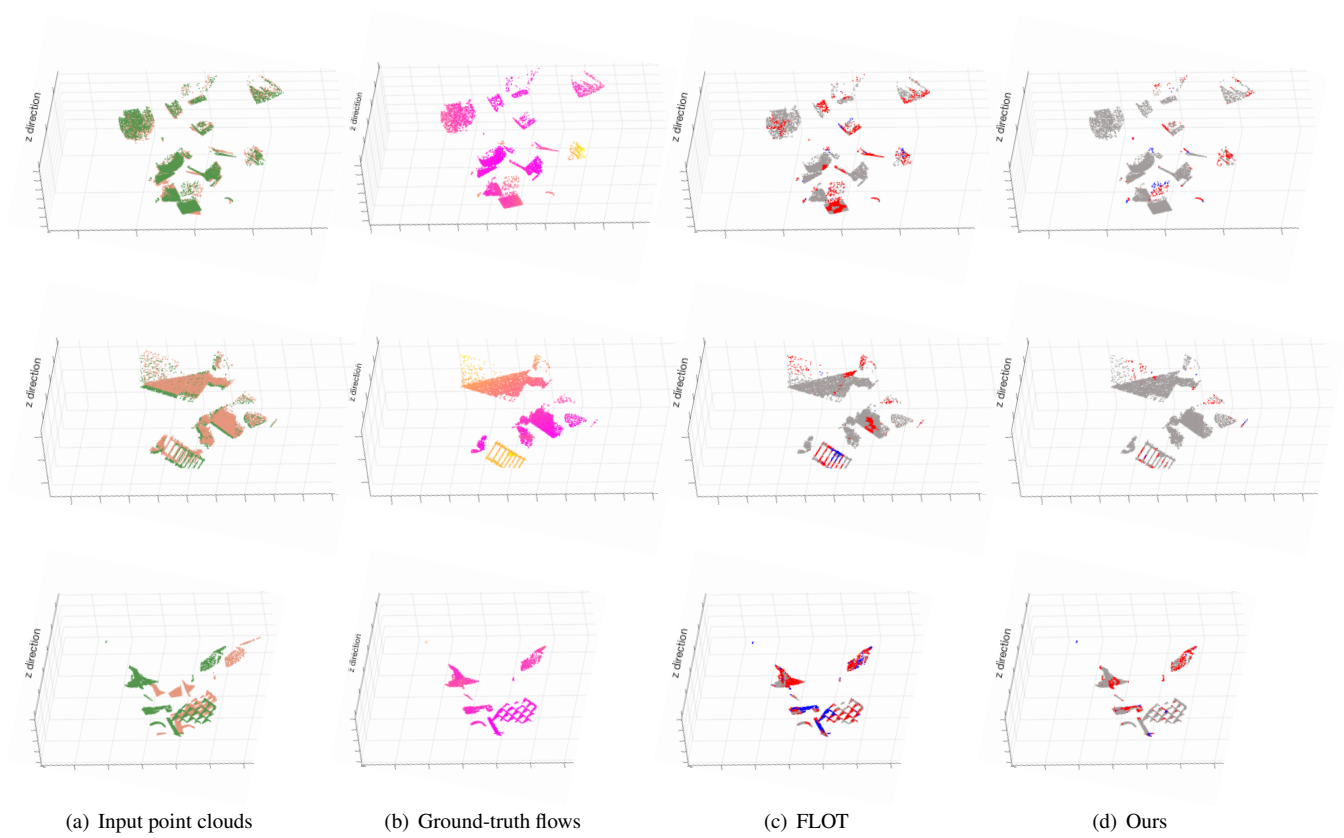 z direction
z direction
z direction
z direction
z direction
z direction
z direction
z direction
z direction
z direction
z direction
z direction
(a) Input point clouds
(b) Ground-truth flows
(c) FLOT
(d) Ours